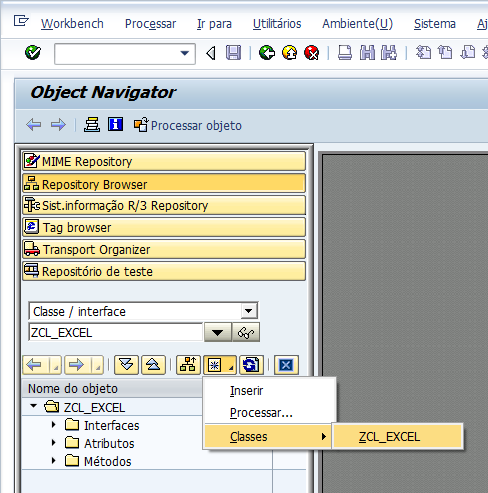 Workbench Processar Ir para Utilitários Ambiente(U) Sistema Aj
Object Navigator
Processar objeto
MIME Repository
Repository Browser
Sist.informação R/3 Repository
Tag browser
Transport Organizer
Repositório de teste
Classe / interface
ZCL_EXCEL
Nome do objeto
ZCL_EXCEL
Interfaces
Atributos
Métodos
Inserir
Processar...
Classes
ZCL_EXCEL